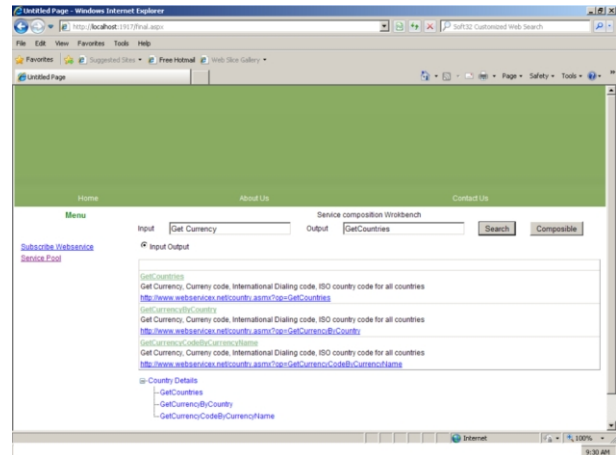 Untitled Page - Windows Internet Explorer
http://localhost:1917/final.aspx
Soft32 Customized Web Search
File Edit View Favorites Tools Help
Favorites Suggested Sites Free Hotmail Web Slice Gallery
Untitled Page
Page Safety Tools
Home About Us Contact Us
Menu Service composition Wrokbench
Input Get Currency Output GetCountries Search Composible
Subscribe Webservice Input Output
Service Pool
GetCountries
Get Currency, Curreny code, International Dialing code, ISO country code for all countries
http://www.webservicex.net/country.asmx?op=GetCountries
GetCurrencyByCountry
Get Currency, Curreny code, International Dialing code, ISO country code for all countries
http://www.webservicex.net/country.asmx?op=GetCurrencyByCountry
GetCurrencyCodeByCurrencyName
Get Currency, Curreny code, International Dialing code, ISO country code for all countries
http://www.webservicex.net/country.asmx?op=GetCurrencyCodeByCurrencyName
Country Details
GetCountries
GetCurrencyByCountry
GetCurrencyCodeByCurrencyName
Internet 100%
9:30 AM